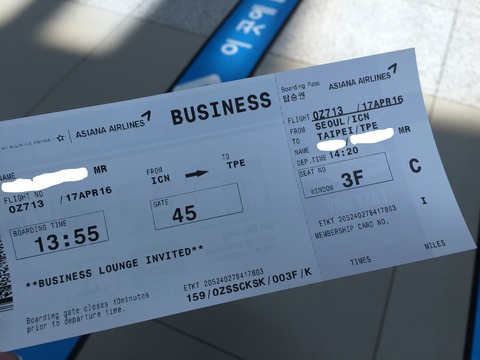 ASIANA AIRLINES
BUSINESS
NAME
MR
FLIGHT NO
OZ713 /17APR16
FROM
ICN
TO
TPE
BOARDING TIME
13:55
GATE
45
**BUSINESS LOUNGE INVITED**
Boarding gate closes 10minutes
prior to departure time.
ETKT 2052402784178O3
159/OZSSCKSK/003F/K
Boarding Pass
탑승권
ASIANA AIRLINES
FLIGHT OZ713 /17APR16
FROM SEOUL/ICN
TO TAIPEI/TPE
NAME / MR
DEP.TIME 14:20
SEAT NO
WINDOW 3F
C
I
ETKT 205240278417803
MEMBERSHIP CARD NO.
TIMES MILES